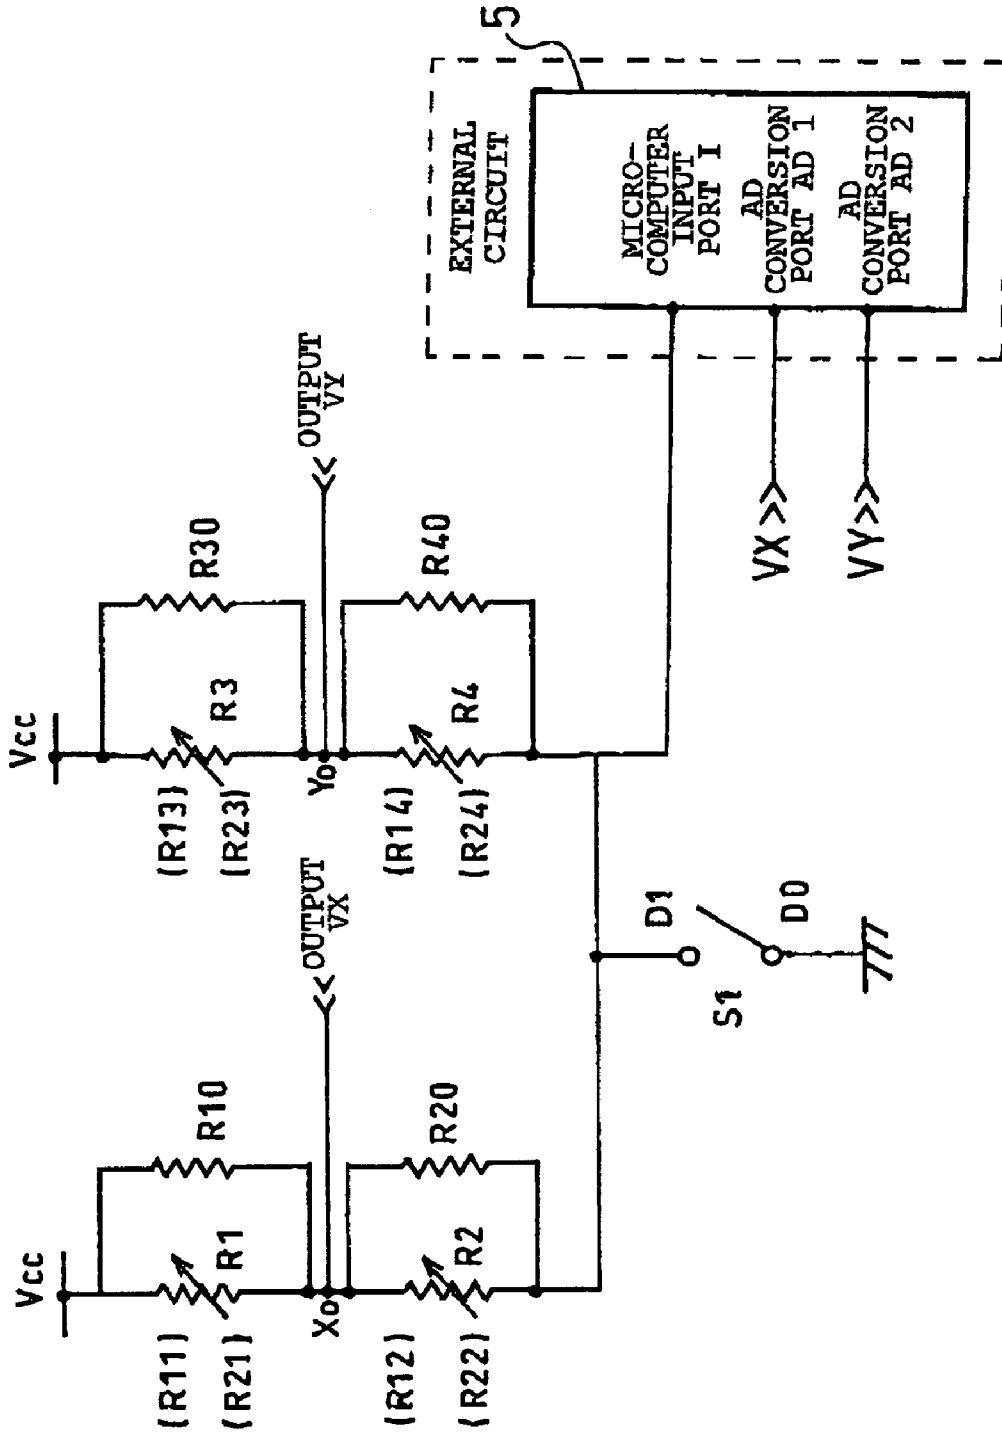 Vcc
(R11)
(R21)
R1
R10
Xo
OUTPUT
VX
(R12)
(R22)
R2
R20
Vcc
(R13)
(R23)
R3
R30
Yo
OUTPUT
VY
(R14)
(R24)
R4
R40
S1
D1
D0
EXTERNAL
CIRCUIT
5
MICRO-
COMPUTER
INPUT
PORT I
AD
CONVERSION
PORT AD 1
AD
CONVERSION
PORT AD 2
VX
VY